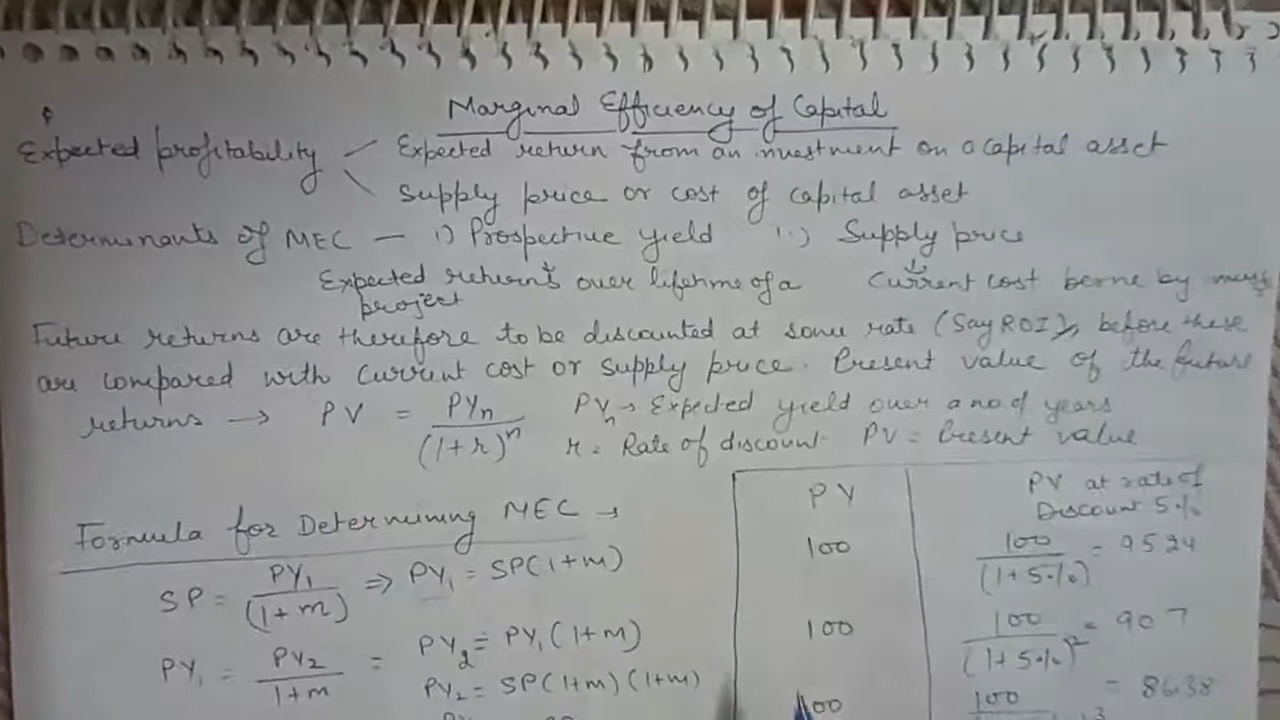 Marginal Efficiency of Capital
Expected profitability Expected return from an investment on a capital asset
Supply price or cost of capital asset
Determinants of MEC — i) Prospective yield ii) Supply price
↓ ↓
Expected returns over lifetime of a Current cost borne by
project
Future returns are therefore to be discounted at some rate (Say ROI), before these
are compared with current cost or supply price. Present value of the future
returns → PV = PYn / (1+r)^n PYn → Expected yield over a no. of years
r = Rate of discount PV = Present value
Formula for Determining MEC →
SP = PY₁ / (1+m) ⇒ PY₁ = SP(1+m)
PY₁ = PY₂ / 1+m = PY₂ = PY₁(1+m)
PY₂ = SP(1+m)(1+m)
PY PV at rate of
Discount 5%
100 100 / (1+5%) = 95.24
100 100 / (1+5%)² = 90.7
100 100 = 86.38